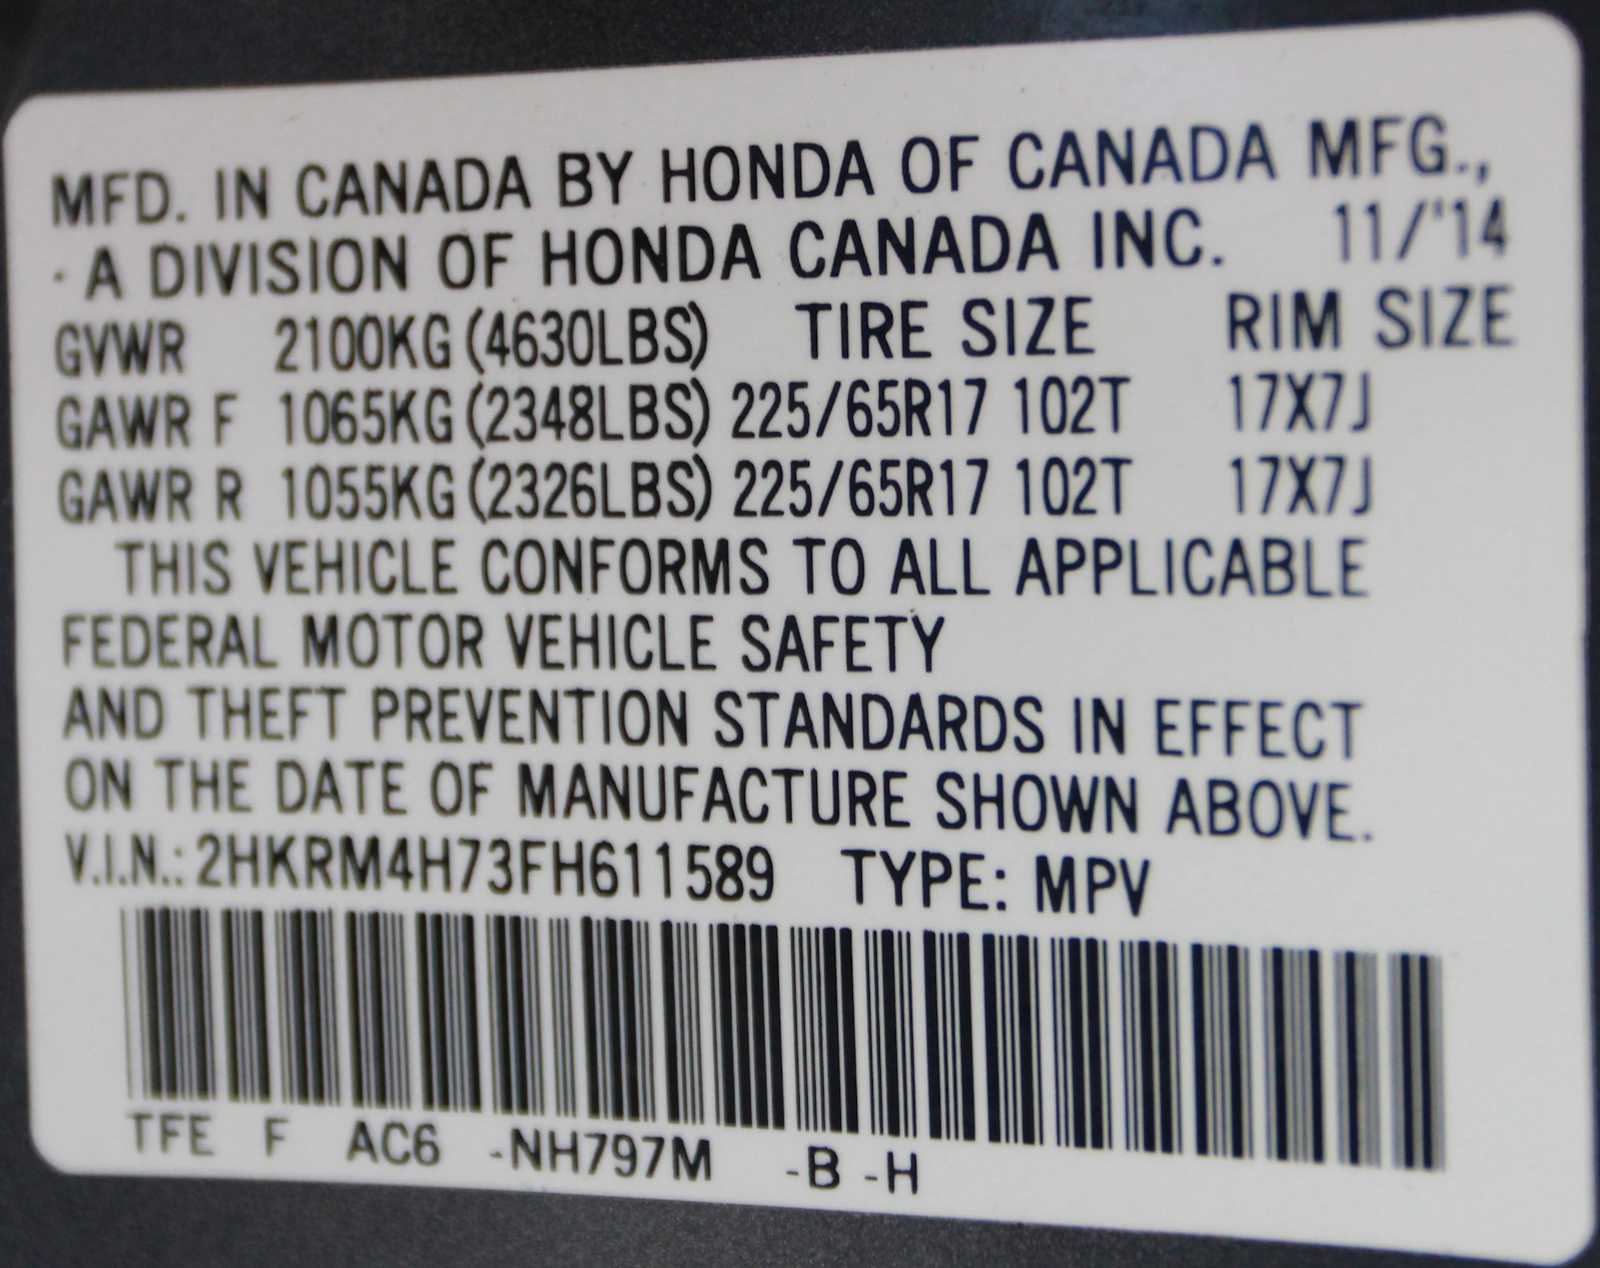 MFD. IN CANADA BY HONDA OF CANADA MFG.,
A DIVISION OF HONDA CANADA INC. 11/'14
GVWR 2100KG (4630LBS) TIRE SIZE RIM SIZE
GAWR F 1065KG (2348LBS) 225/65R17 102T 17X7J
GAWR R 1055KG (2326LBS) 225/65R17 102T 17X7J
THIS VEHICLE CONFORMS TO ALL APPLICABLE
FEDERAL MOTOR VEHICLE SAFETY
AND THEFT PREVENTION STANDARDS IN EFFECT
ON THE DATE OF MANUFACTURE SHOWN ABOVE.
V.I.N.: 2HKRM4H73FH611589 TYPE: MPV
TFE F AC6 -NH797M -B -H